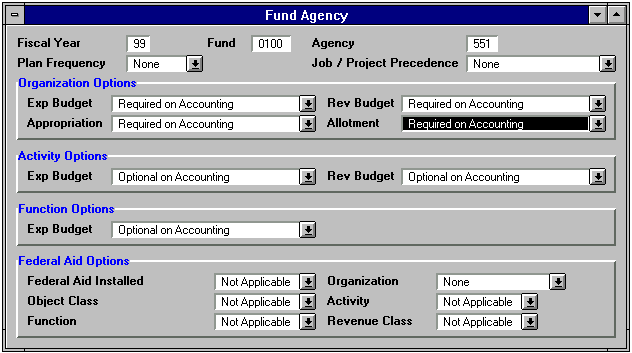 Fund Agency
Fiscal Year 99 Fund 0100 Agency 551
Plan Frequency None Job / Project Precedence None
Organization Options
Exp Budget Required on Accounting Rev Budget Required on Accounting
Appropriation Required on Accounting Allotment Required on Accounting
Activity Options
Exp Budget Optional on Accounting Rev Budget Optional on Accounting
Function Options
Exp Budget Optional on Accounting
Federal Aid Options
Federal Aid Installed Not Applicable Organization None
Object Class Not Applicable Activity Not Applicable
Function Not Applicable Revenue Class Not Applicable